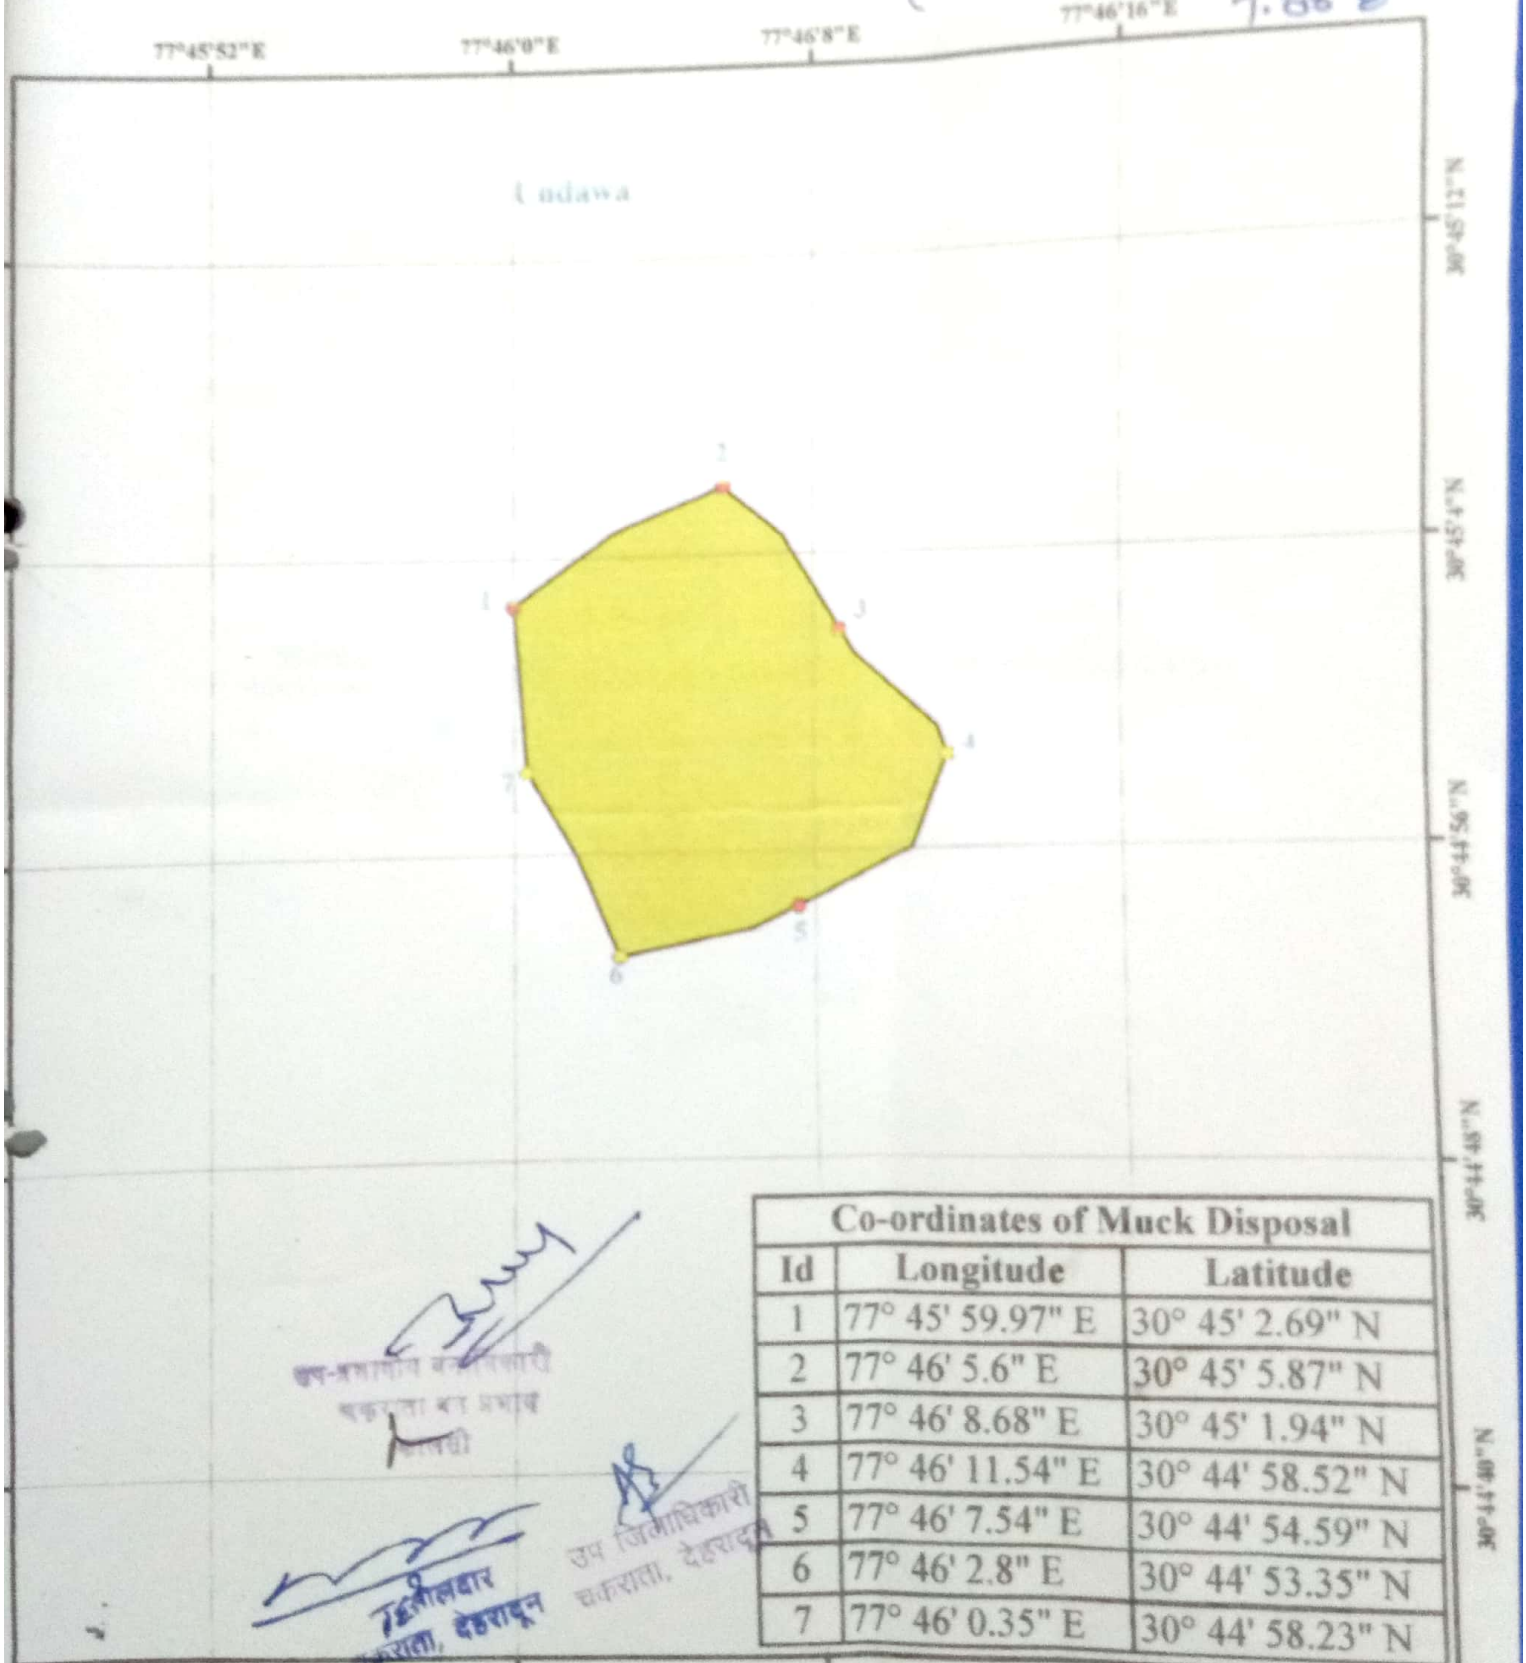 77°45'52"E 77°46'0"E 77°46'8"E 77°46'16"E
30°45'12"N
2
30°45'4"N
1
3
4
7
30°44'56"N
5
6
30°44'48"N
Co-ordinates of Muck Disposal
Id Longitude Latitude
1 77° 45' 59.97" E 30° 45' 2.69" N
2 77° 46' 5.6" E 30° 45' 5.87" N
3 77° 46' 8.68" E 30° 45' 1.94" N
4 77° 46' 11.54" E 30° 44' 58.52" N
5 77° 46' 7.54" E 30° 44' 54.59" N
6 77° 46' 2.8" E 30° 44' 53.35" N
7 77° 46' 0.35" E 30° 44' 58.23" N
30°44'40"N
चकराता वन
कालसी
उप जिलाधिकारी
चकराता, देहरादून
तहसीलदार
चकराता, देहरादून